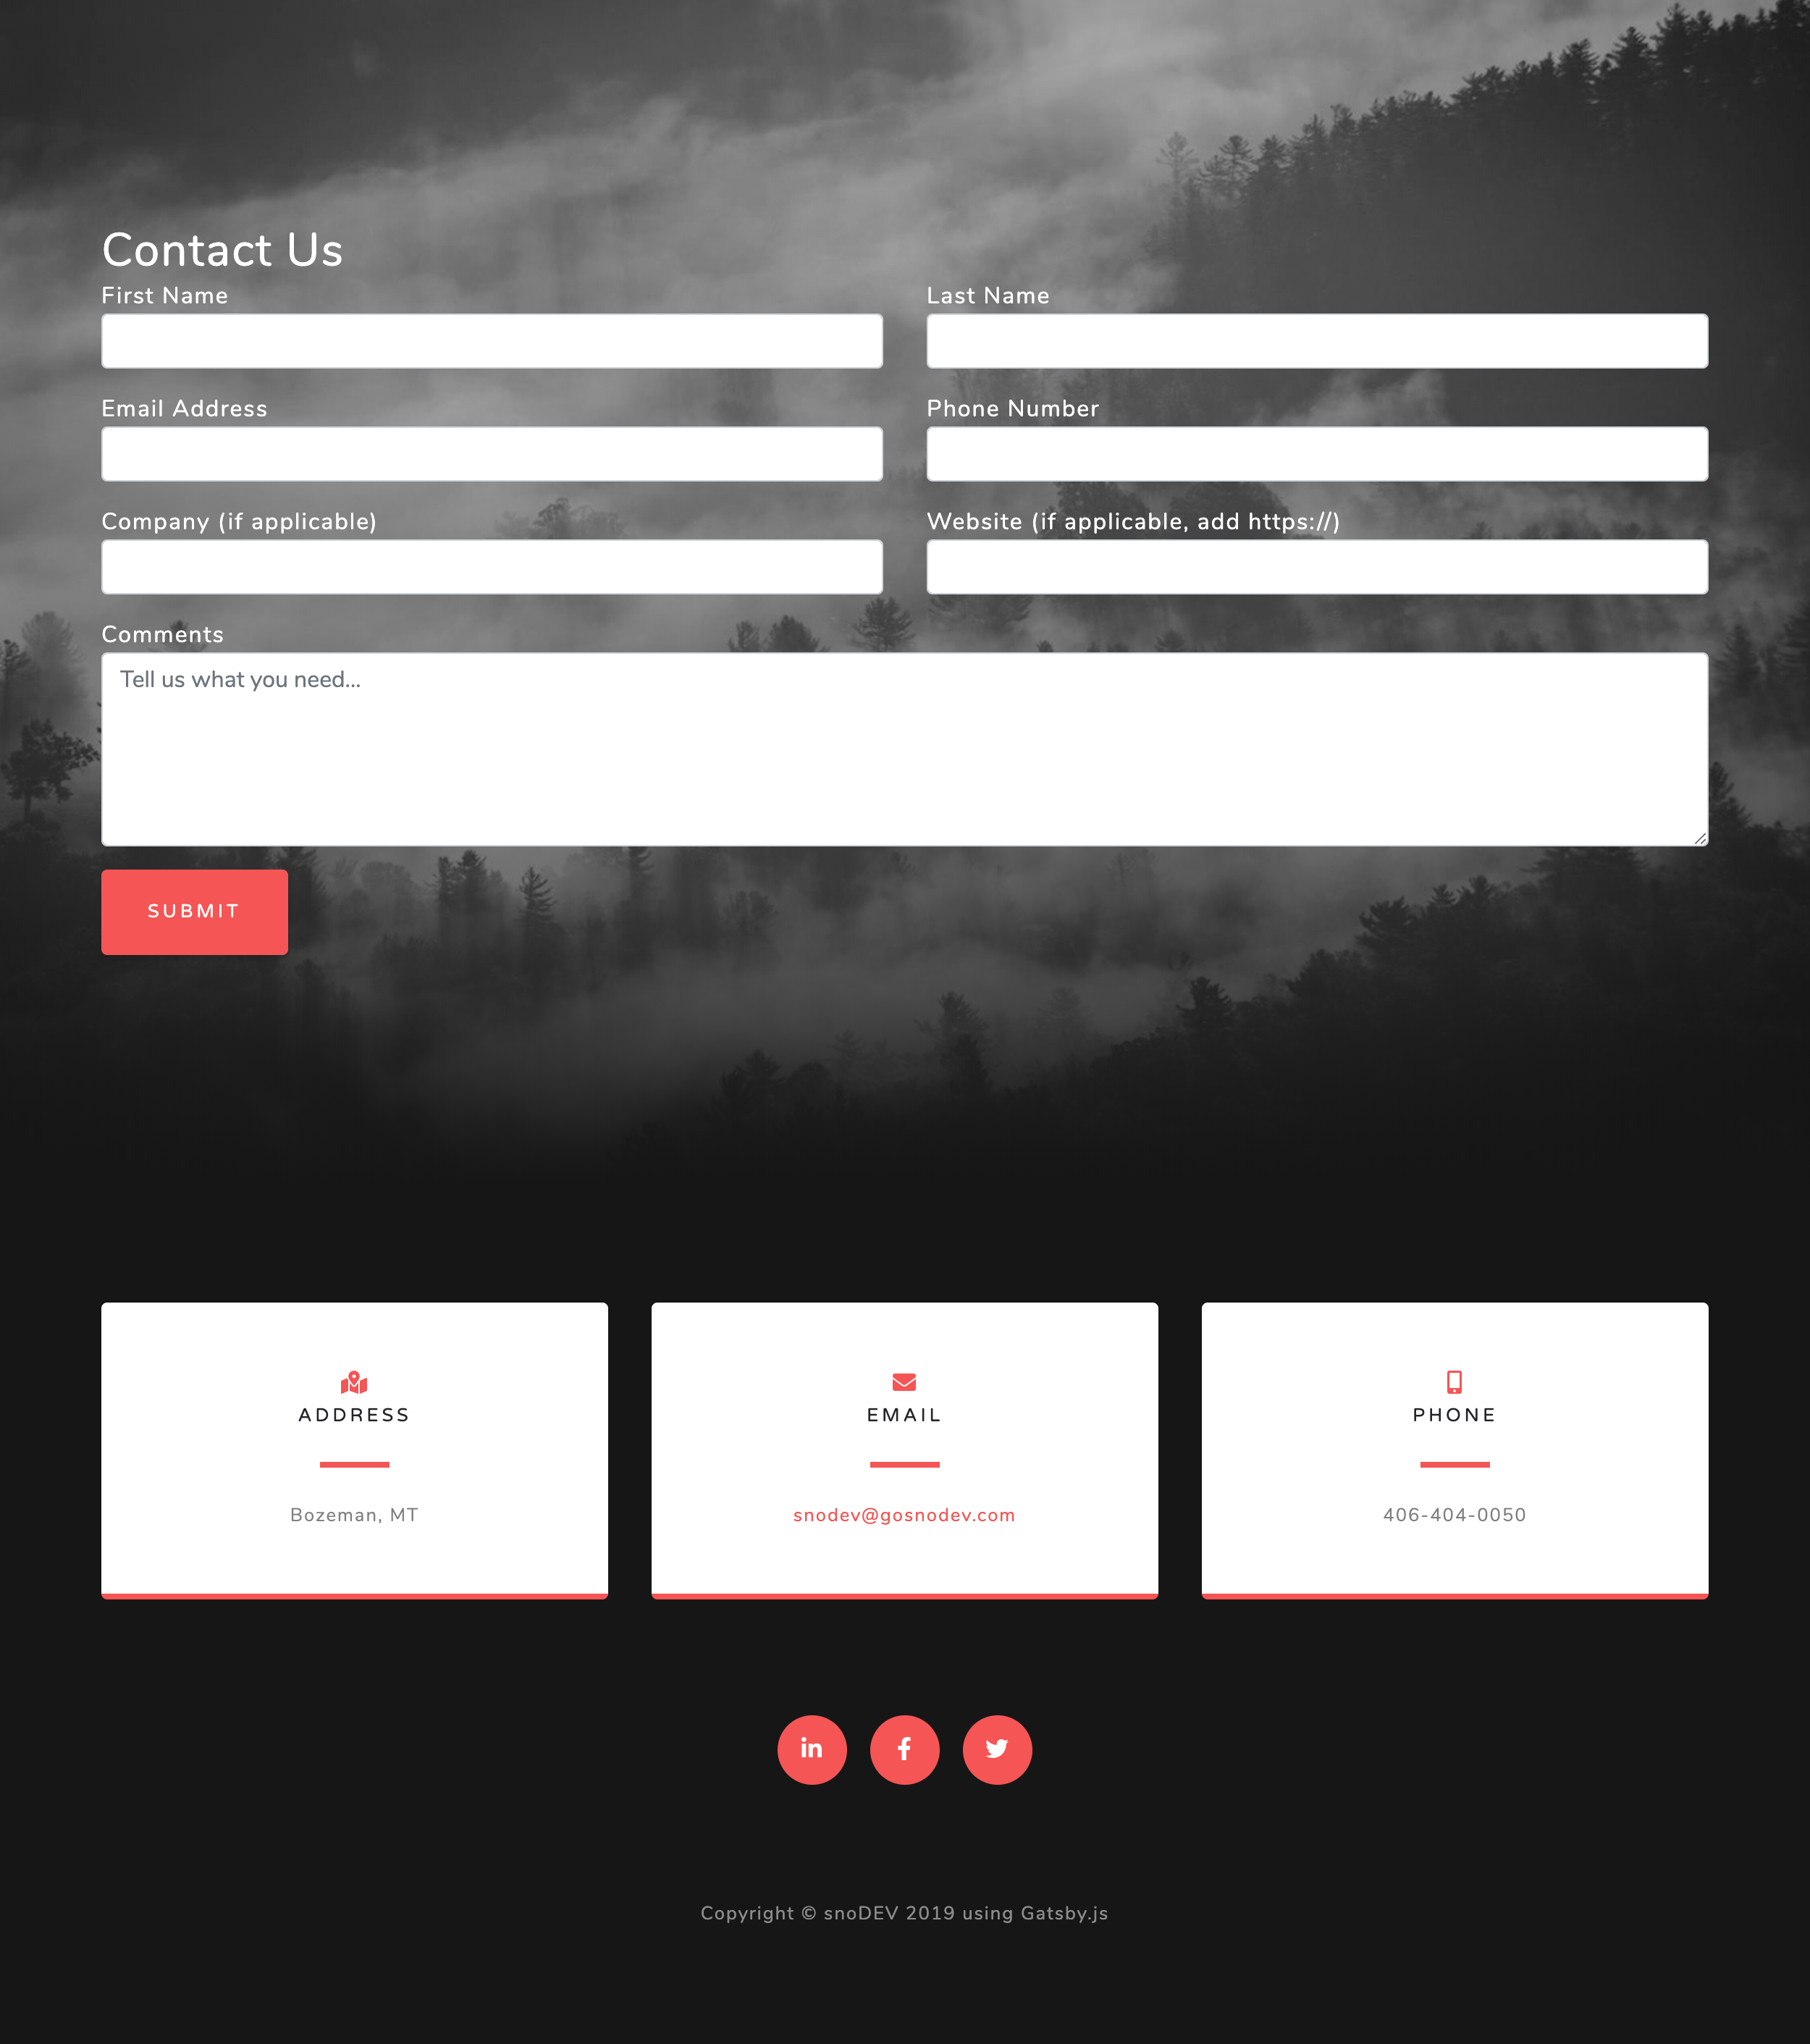 Contact Us
First Name
Last Name
Email Address
Phone Number
Company (if applicable)
Website (if applicable, add https://)
Comments
Tell us what you need...
SUBMIT
ADDRESS
Bozeman, MT
EMAIL
snodev@gosnodev.com
PHONE
406-404-0050
in
f
Copyright © snoDEV 2019 using Gatsby.js